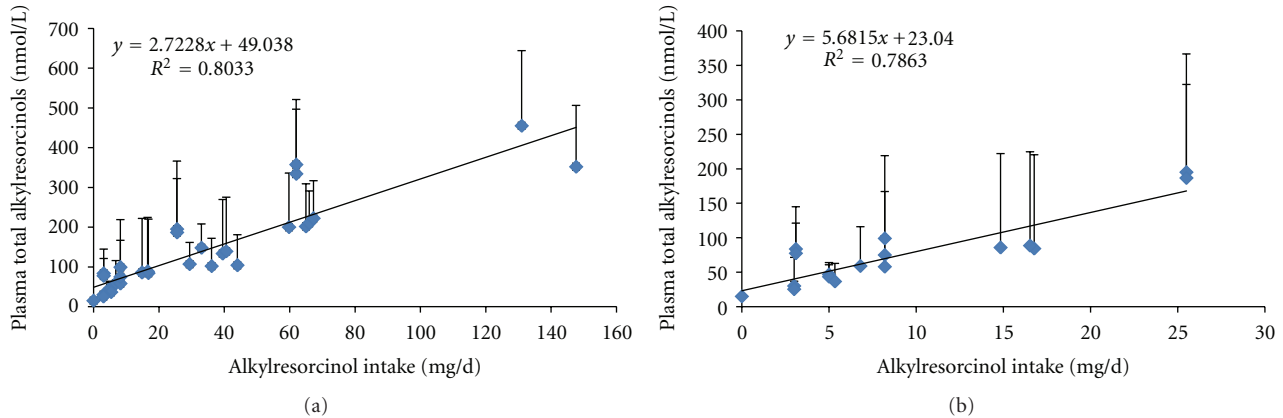 Plasma total alkylresorcinols (nmol/L)
700
600
500
400
300
200
100
0
y = 2.7228x + 49.038
R² = 0.8033
0 20 40 60 80 100 120 140 160
Alkylresorcinol intake (mg/d)
(a)
Plasma total alkylresorcinols (nmol/L)
400
350
300
250
200
150
100
50
0
y = 5.6815x + 23.04
R² = 0.7863
0 5 10 15 20 25 30
Alkylresorcinol intake (mg/d)
(b)